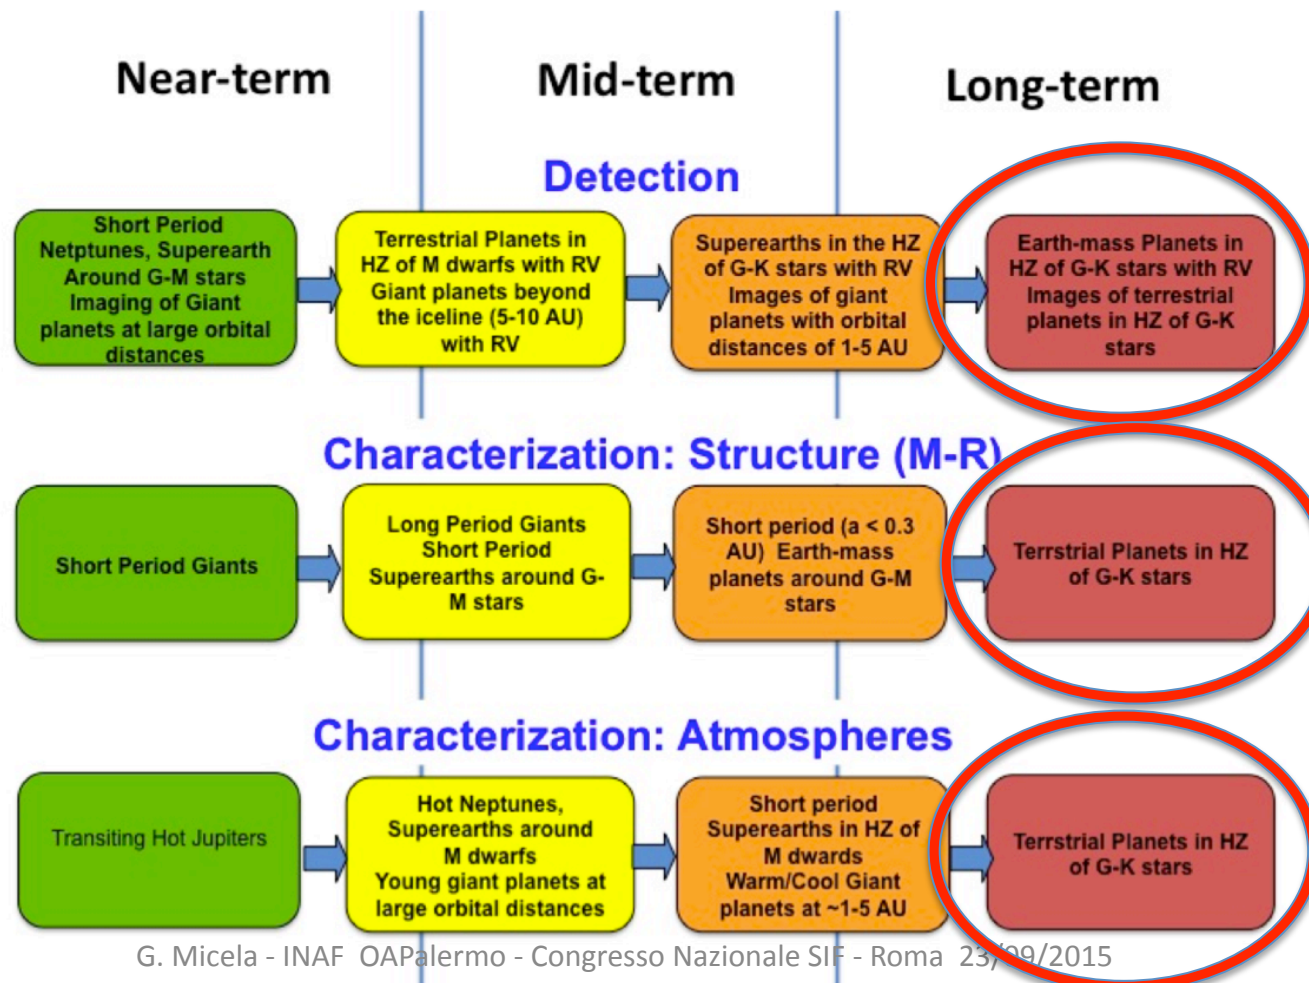 Near-term
Mid-term
Long-term
Detection
Short Period
Netptunes, Superearth
Around G-M stars
Imaging of Giant
planets at large orbital
distances
Terrestrial Planets in
HZ of M dwarfs with RV
Giant planets beyond
the iceline (5-10 AU)
with RV
Superearths in the HZ
of G-K stars with RV
Images of giant
planets with orbital
distances of 1-5 AU
Earth-mass Planets in
HZ of G-K stars with RV
Images of terrestrial
planets in HZ of G-K
stars
Characterization: Structure (M-R)
Short Period Giants
Long Period Giants
Short Period
Superearths around G-
M stars
Short period (a < 0.3
AU) Earth-mass
planets around G-M
stars
Terrstrial Planets in HZ
of G-K stars
Characterization: Atmospheres
Transiting Hot Jupiters
Hot Neptunes,
Superearths around
M dwarfs
Young giant planets at
large orbital distances
Short period
Superearths in HZ of
M dwards
Warm/Cool Giant
planets at ~1-5 AU
Terrstrial Planets in HZ
of G-K stars
G. Micela - INAF OAPalermo - Congresso Nazionale SIF - Roma 23/09/2015